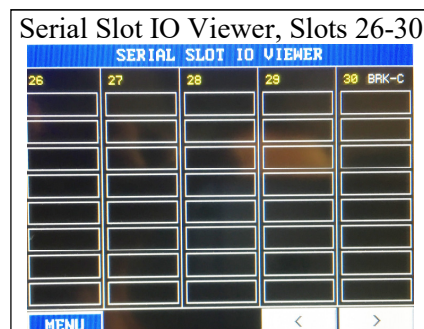 Serial Slot IO Viewer, Slots 26-30
SERIAL SLOT IO VIEWER
26 27 28 29 30 BRK-C
MENU < >